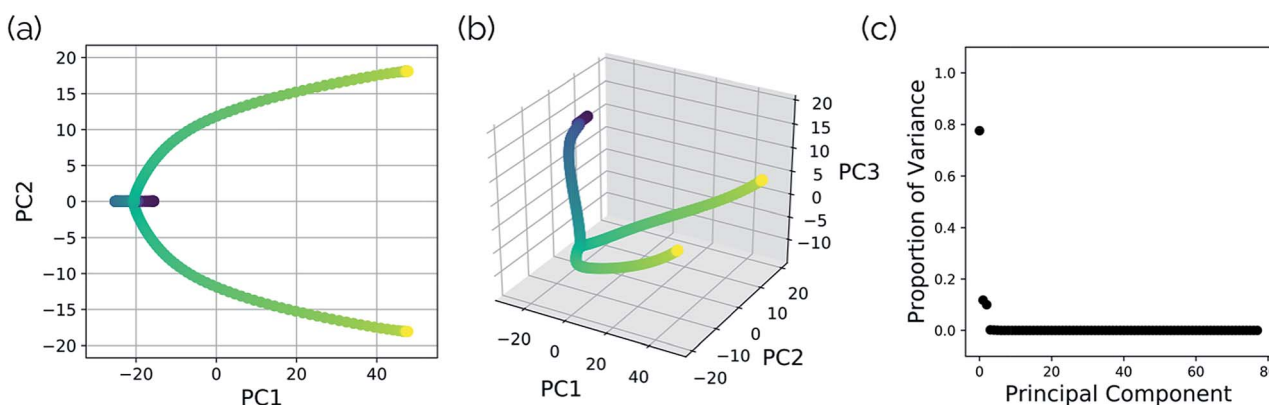 (a)
20
15
10
5
0
−5
−10
−15
−20
PC2
−20 0 20 40
PC1
(b)
20
15
10
5
0
−5
−10
PC3
−20 0 20 40
PC1
−20 −10 0 10 20
PC2
(c)
1.0
0.8
0.6
0.4
0.2
0.0
Proportion of Variance
0 20 40 60 80
Principal Component